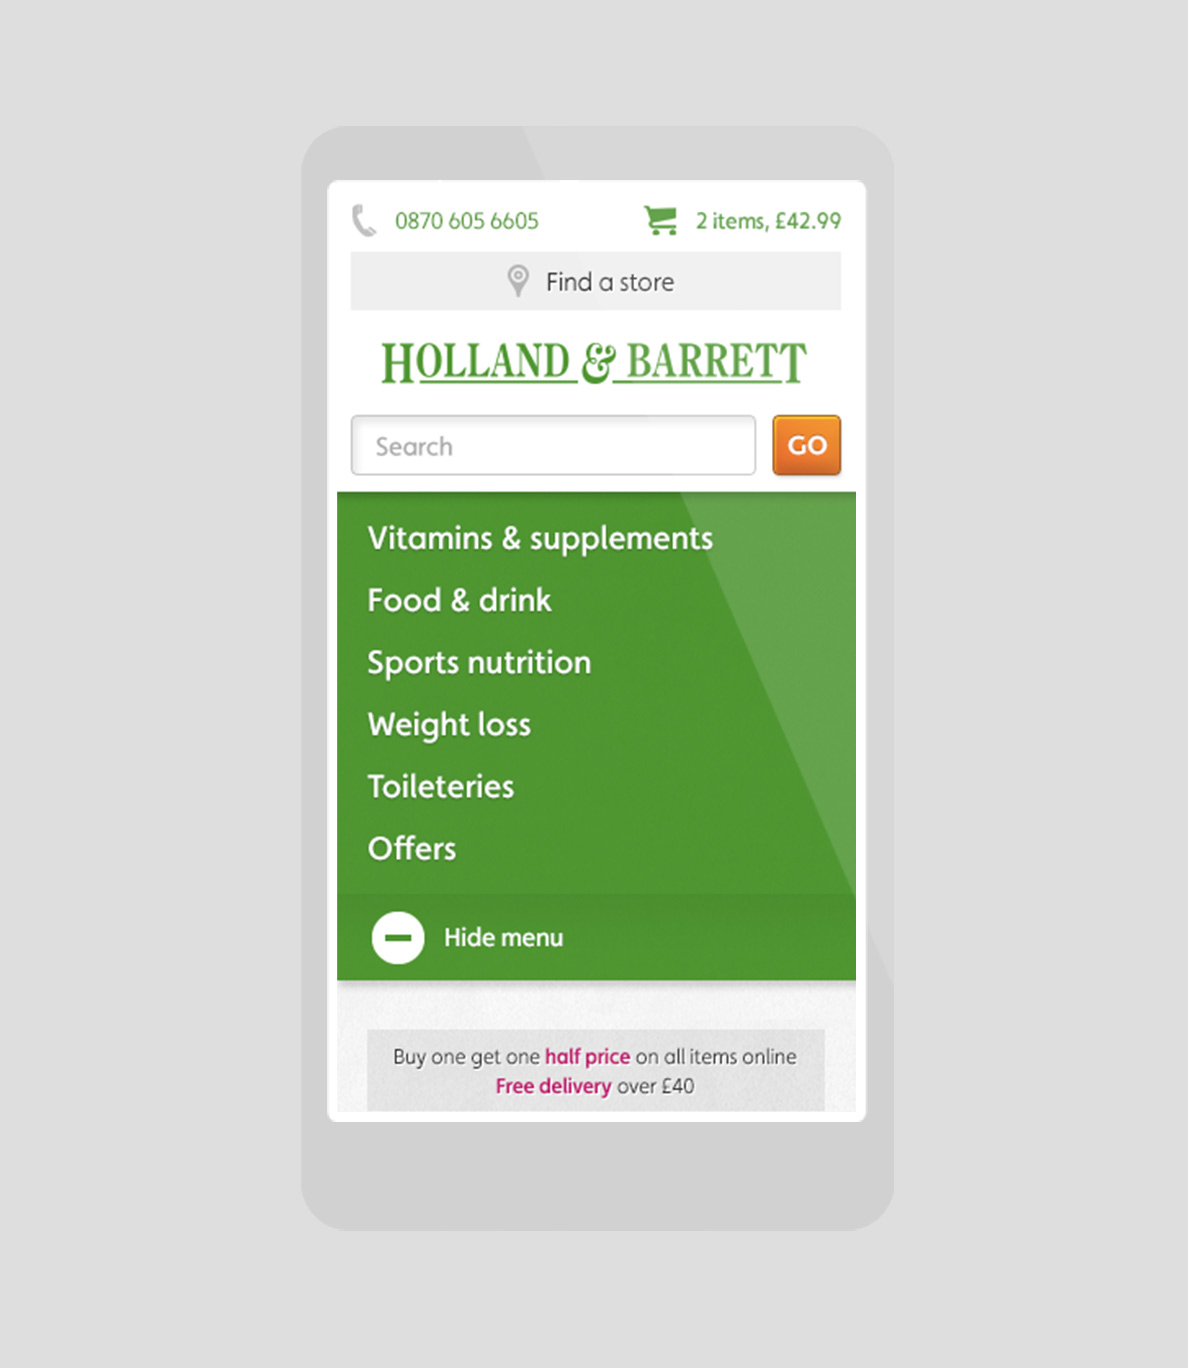 0870 605 6605
2 items, £42.99
Find a store
HOLLAND & BARRETT
Search
GO
Vitamins & supplements
Food & drink
Sports nutrition
Weight loss
Toileteries
Offers
Hide menu
Buy one get one half price on all items online
Free delivery over £40